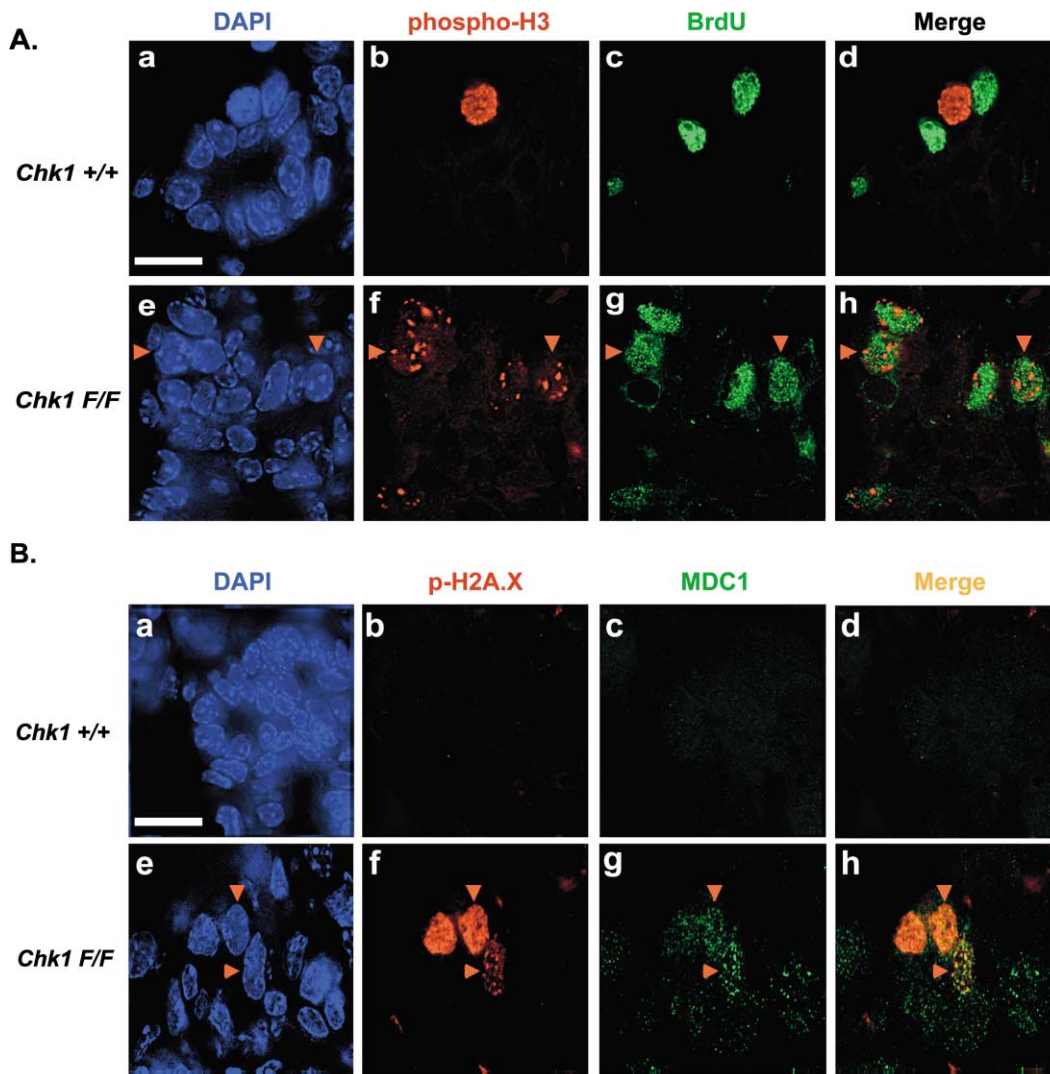 A.
DAPI phospho-H3 BrdU Merge
a b c d
Chk1 +/+
e f g h
Chk1 F/F
B.
DAPI p-H2A.X MDC1 Merge
a b c d
Chk1 +/+
e f g h
Chk1 F/F